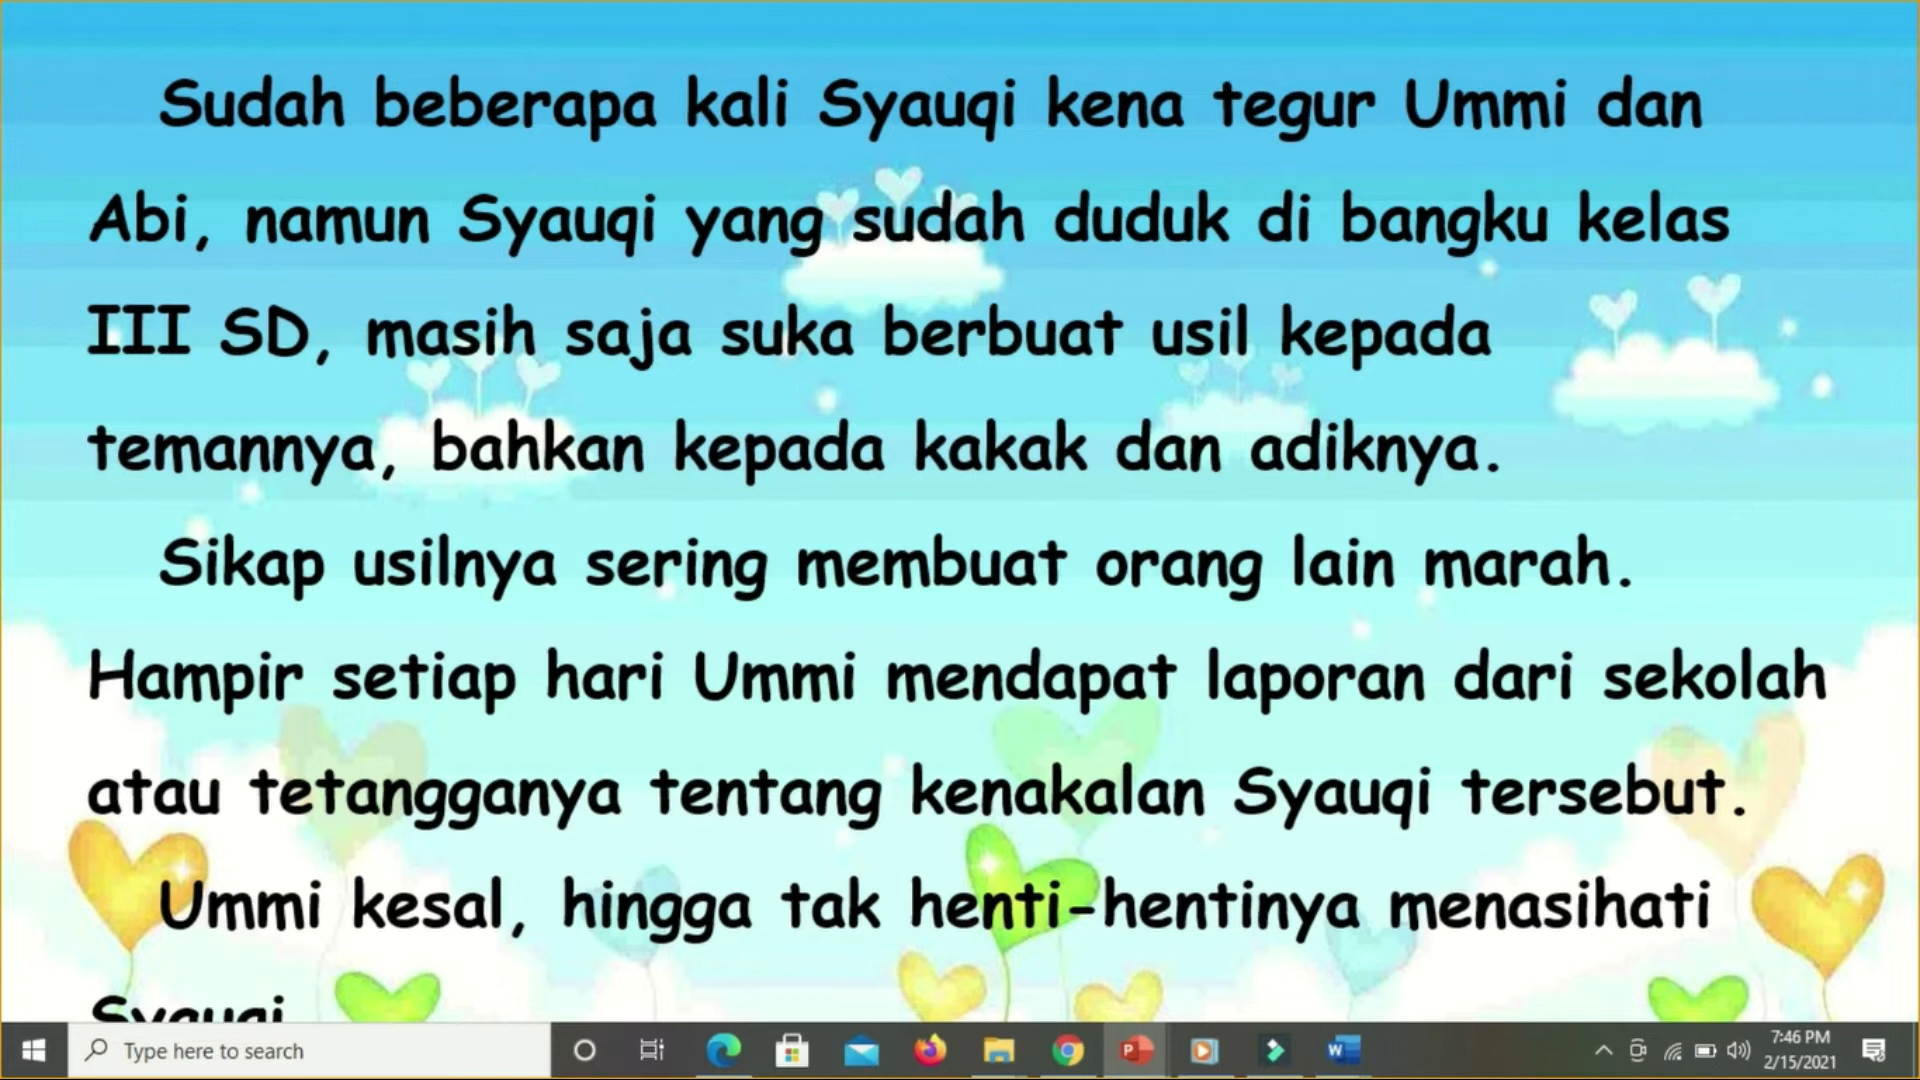 Sudah beberapa kali Syauqi kena tegur Ummi dan
Abi, namun Syauqi yang sudah duduk di bangku kelas
III SD, masih saja suka berbuat usil kepada
temannya, bahkan kepada kakak dan adiknya.
Sikap usilnya sering membuat orang lain marah.
Hampir setiap hari Ummi mendapat laporan dari sekolah
atau tetangganya tentang kenakalan Syauqi tersebut.
Ummi kesal, hingga tak henti-hentinya menasihati
Syauqi
Type here to search
7:46 PM
2/15/2021